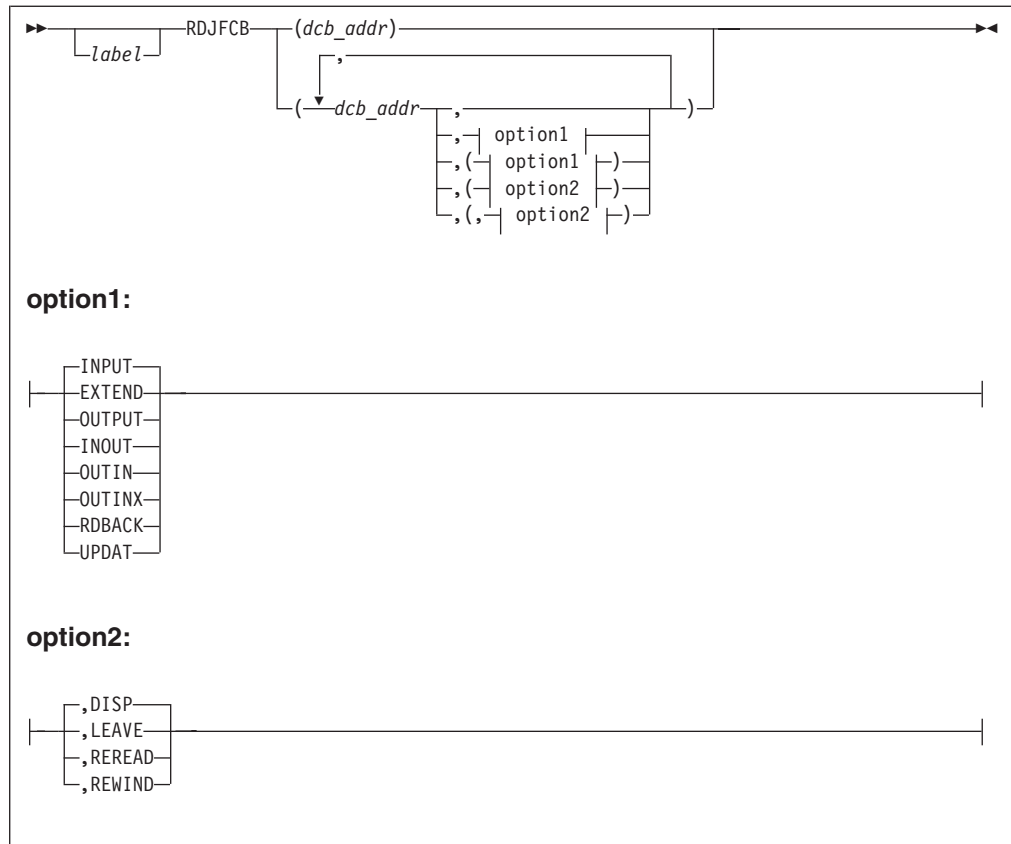 RDJFCB (dcb_addr)
label
,
( dcb_addr , )
, option1
,( option1 )
,( option2 )
,(, option2 )
option1:
INPUT
EXTEND
OUTPUT
INOUT
OUTIN
OUTINX
RDBACK
UPDAT
option2:
,DISP
,LEAVE
,REREAD
,REWIND